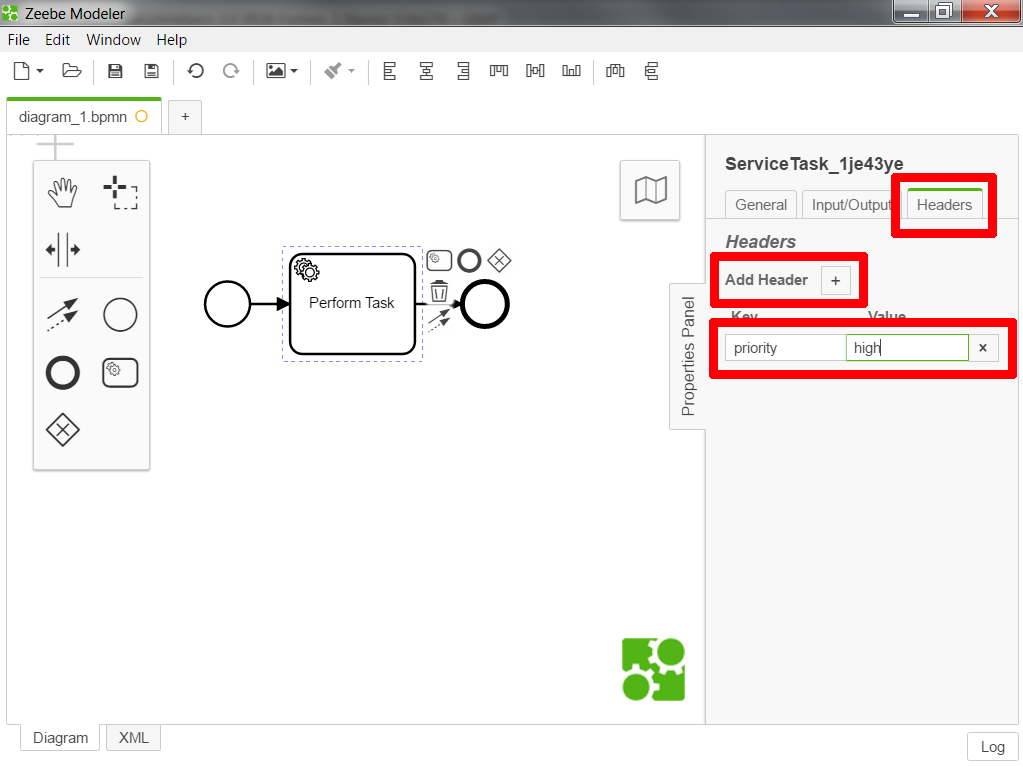 Zeebe Modeler
File Edit Window Help
diagram_1.bpmn +
ServiceTask_1je43ye
General Input/Output Headers
Headers
Add Header +
Key Value
priority high x
Perform Task
Properties Panel
Diagram XML
Log